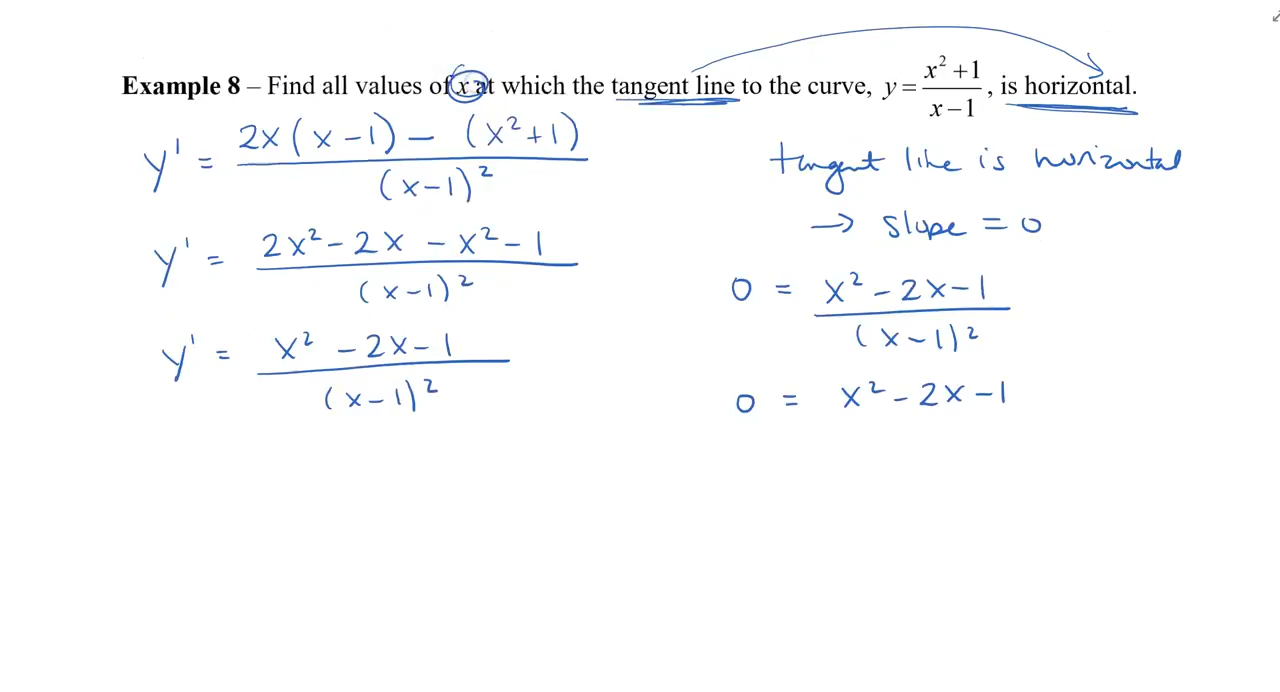 Example 8 – Find all values of x at which the tangent line to the curve, y = (x² + 1)/(x − 1), is horizontal.
y' = (2x(x − 1) − (x² + 1))/(x − 1)²
y' = (2x² − 2x − x² − 1)/(x − 1)²
y' = (x² − 2x − 1)/(x − 1)²
tangent like is horizontal
→ slope = 0
0 = (x² − 2x − 1)/(x − 1)²
0 = x² − 2x − 1